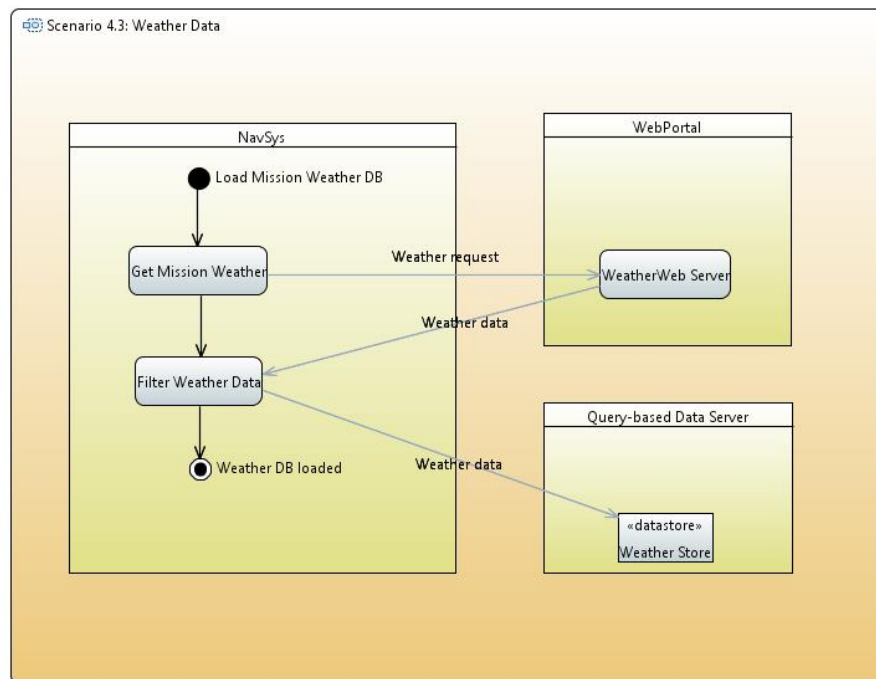 Scenario 4.3: Weather Data
NavSys
Load Mission Weather DB
Get Mission Weather
Filter Weather Data
Weather DB loaded
Weather request
Weather data
Weather data
WebPortal
WeatherWeb Server
Query-based Data Server
«datastore»
Weather Store